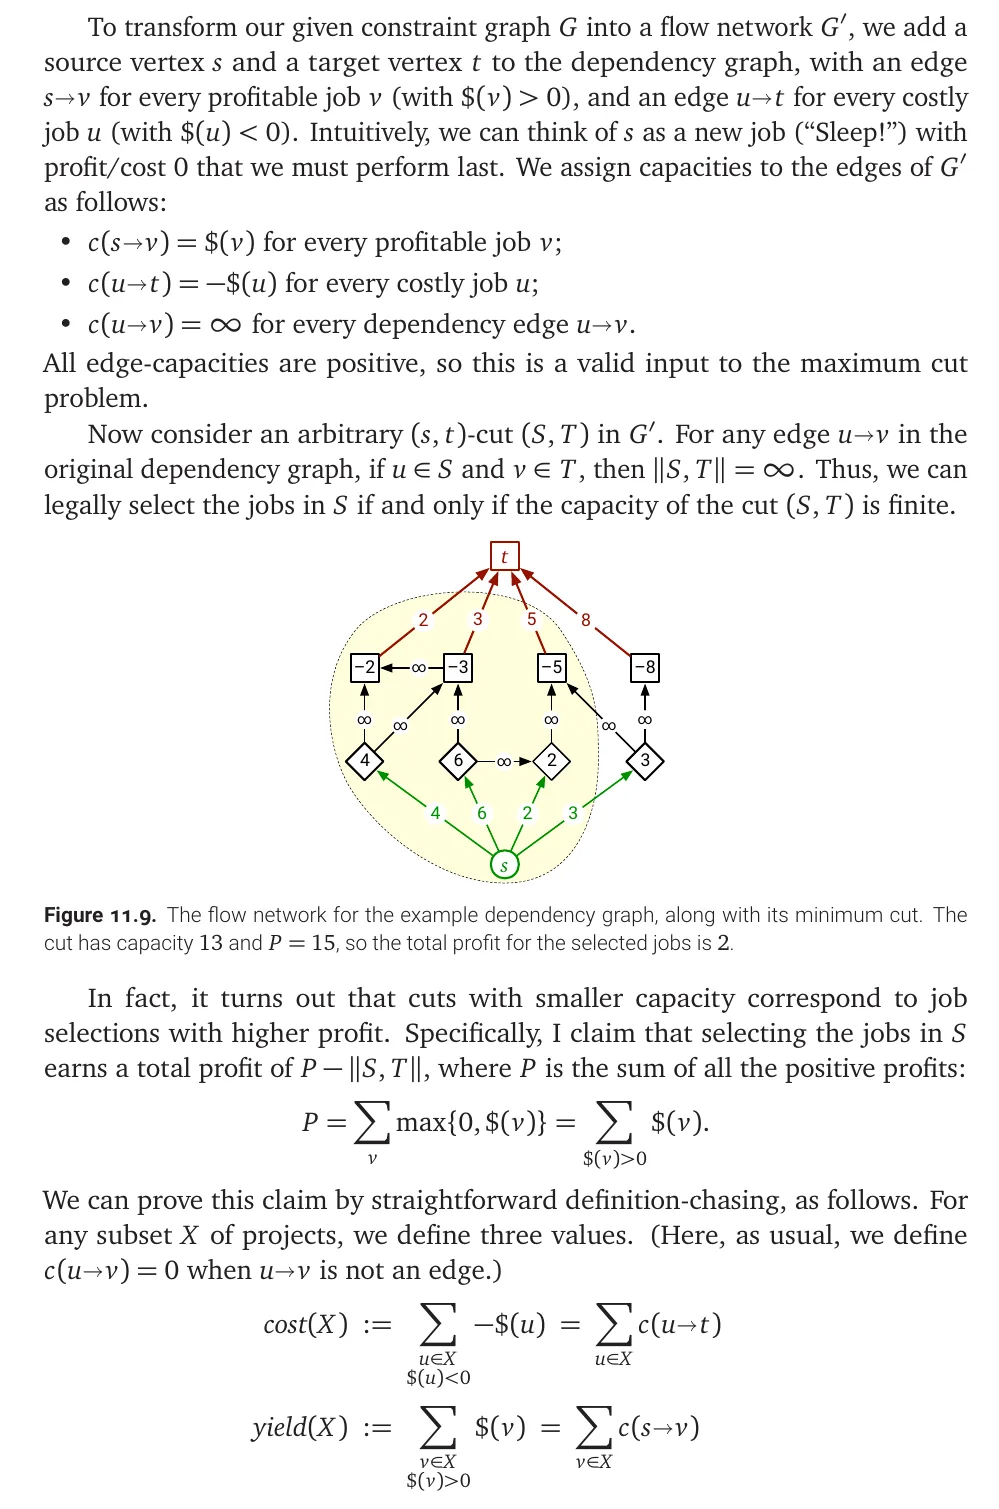 To transform our given constraint graph G into a flow network G′, we add a
source vertex s and a target vertex t to the dependency graph, with an edge
s→v for every profitable job v (with $(v) > 0), and an edge u→t for every costly
job u (with $(u) < 0). Intuitively, we can think of s as a new job (“Sleep!”) with
profit/cost 0 that we must perform last. We assign capacities to the edges of G′
as follows:
• c(s→v) = $(v) for every profitable job v;
• c(u→t) = −$(u) for every costly job u;
• c(u→v) = ∞ for every dependency edge u→v.
All edge-capacities are positive, so this is a valid input to the maximum cut
problem.
Now consider an arbitrary (s, t)-cut (S, T) in G′. For any edge u→v in the
original dependency graph, if u ∈ S and v ∈ T, then ‖S, T‖ = ∞. Thus, we can
legally select the jobs in S if and only if the capacity of the cut (S, T) is finite.
t
2 3 5 8
−2 ∞ −3 −5 −8
∞ ∞ ∞ ∞ ∞ ∞
4 6 ∞ 2 3
4 6 2 3
s
Figure 11.9. The flow network for the example dependency graph, along with its minimum cut. The
cut has capacity 13 and P = 15, so the total profit for the selected jobs is 2.
In fact, it turns out that cuts with smaller capacity correspond to job
selections with higher profit. Specifically, I claim that selecting the jobs in S
earns a total profit of P − ‖S, T‖, where P is the sum of all the positive profits:
P = ∑ max{0, $(v)} = ∑ $(v).
v $(v)>0
We can prove this claim by straightforward definition-chasing, as follows. For
any subset X of projects, we define three values. (Here, as usual, we define
c(u→v) = 0 when u→v is not an edge.)
cost(X) := ∑ −$(u) = ∑ c(u→t)
u∈X u∈X
$(u)<0
yield(X) := ∑ $(v) = ∑ c(s→v)
v∈X v∈X
$(v)>0